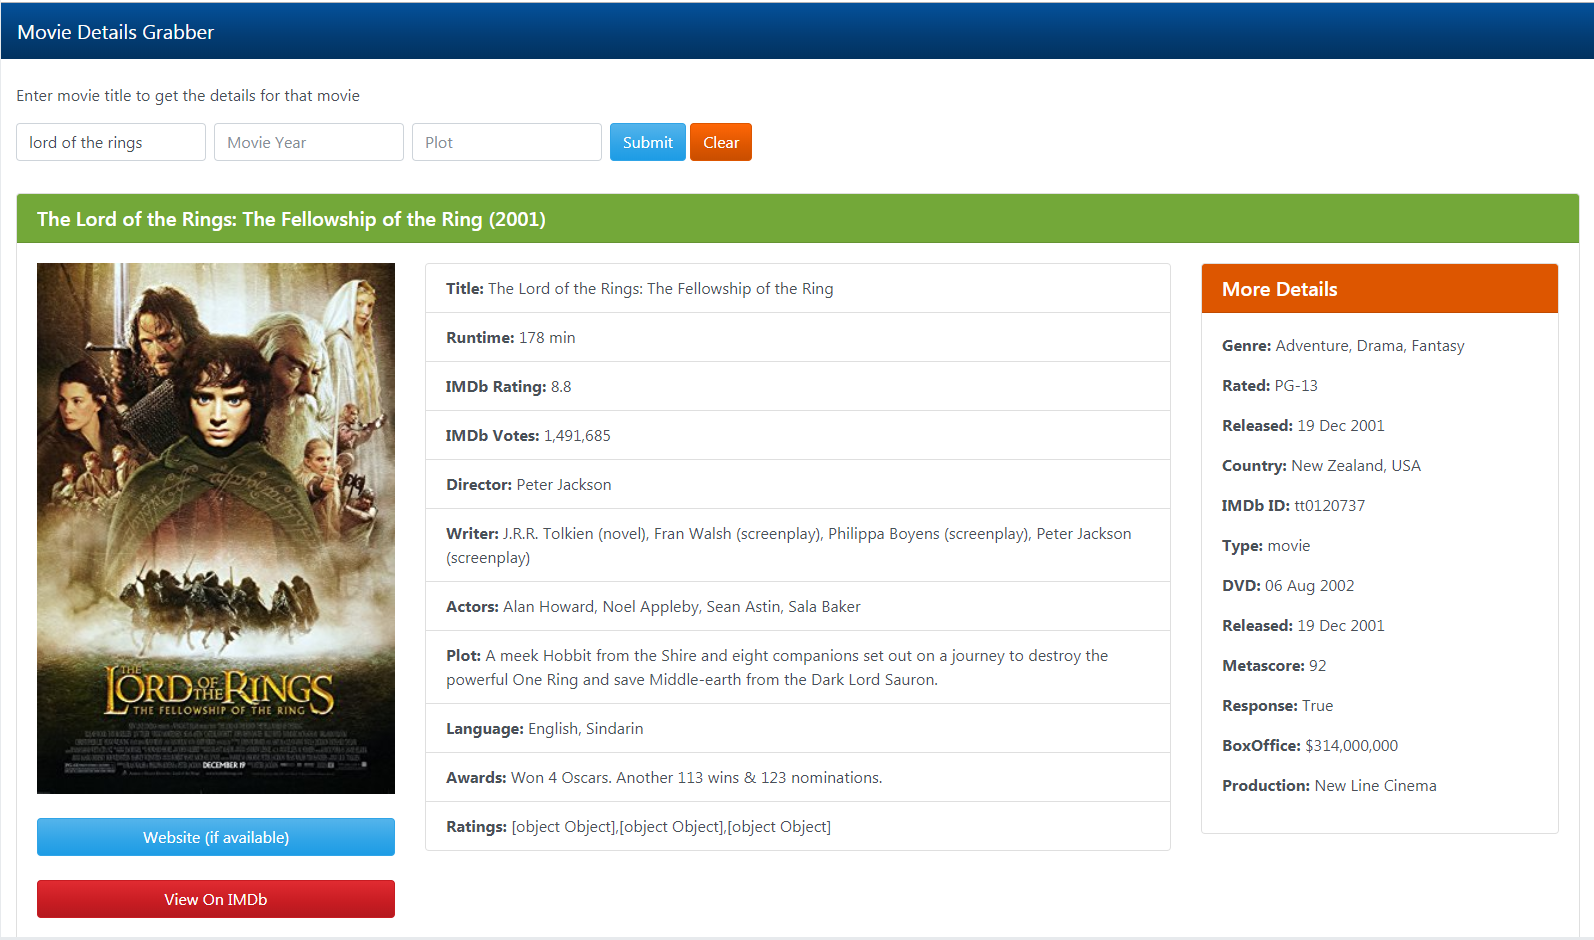 Movie Details Grabber
Enter movie title to get the details for that movie
lord of the rings
Movie Year
Plot
Submit
Clear
The Lord of the Rings: The Fellowship of the Ring (2001)
THE
LORD OF THE RINGS
THE FELLOWSHIP OF THE RING
DECEMBER 19
Website (if available)
View On IMDb
Title: The Lord of the Rings: The Fellowship of the Ring
Runtime: 178 min
IMDb Rating: 8.8
IMDb Votes: 1,491,685
Director: Peter Jackson
Writer: J.R.R. Tolkien (novel), Fran Walsh (screenplay), Philippa Boyens (screenplay), Peter Jackson
(screenplay)
Actors: Alan Howard, Noel Appleby, Sean Astin, Sala Baker
Plot: A meek Hobbit from the Shire and eight companions set out on a journey to destroy the
powerful One Ring and save Middle-earth from the Dark Lord Sauron.
Language: English, Sindarin
Awards: Won 4 Oscars. Another 113 wins & 123 nominations.
Ratings: [object Object],[object Object],[object Object]
More Details
Genre: Adventure, Drama, Fantasy
Rated: PG-13
Released: 19 Dec 2001
Country: New Zealand, USA
IMDb ID: tt0120737
Type: movie
DVD: 06 Aug 2002
Released: 19 Dec 2001
Metascore: 92
Response: True
BoxOffice: $314,000,000
Production: New Line Cinema